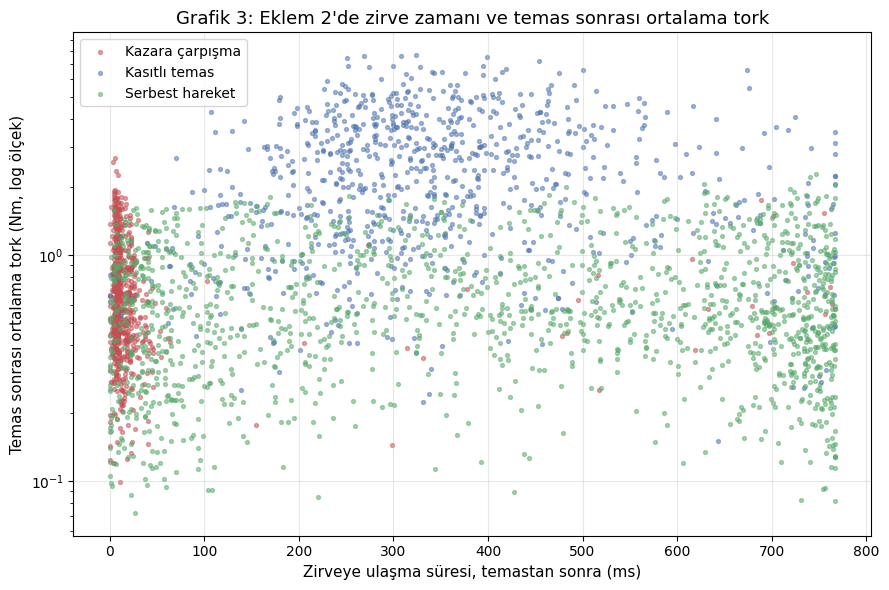 Grafik 3: Eklem 2'de zirve zamanı ve temas sonrası ortalama tork
Kazara çarpışma
Kasıtlı temas
Serbest hareket
Temas sonrası ortalama tork (Nm, log ölçek)
10⁰
10⁻¹
0 100 200 300 400 500 600 700 800
Zirveye ulaşma süresi, temastan sonra (ms)